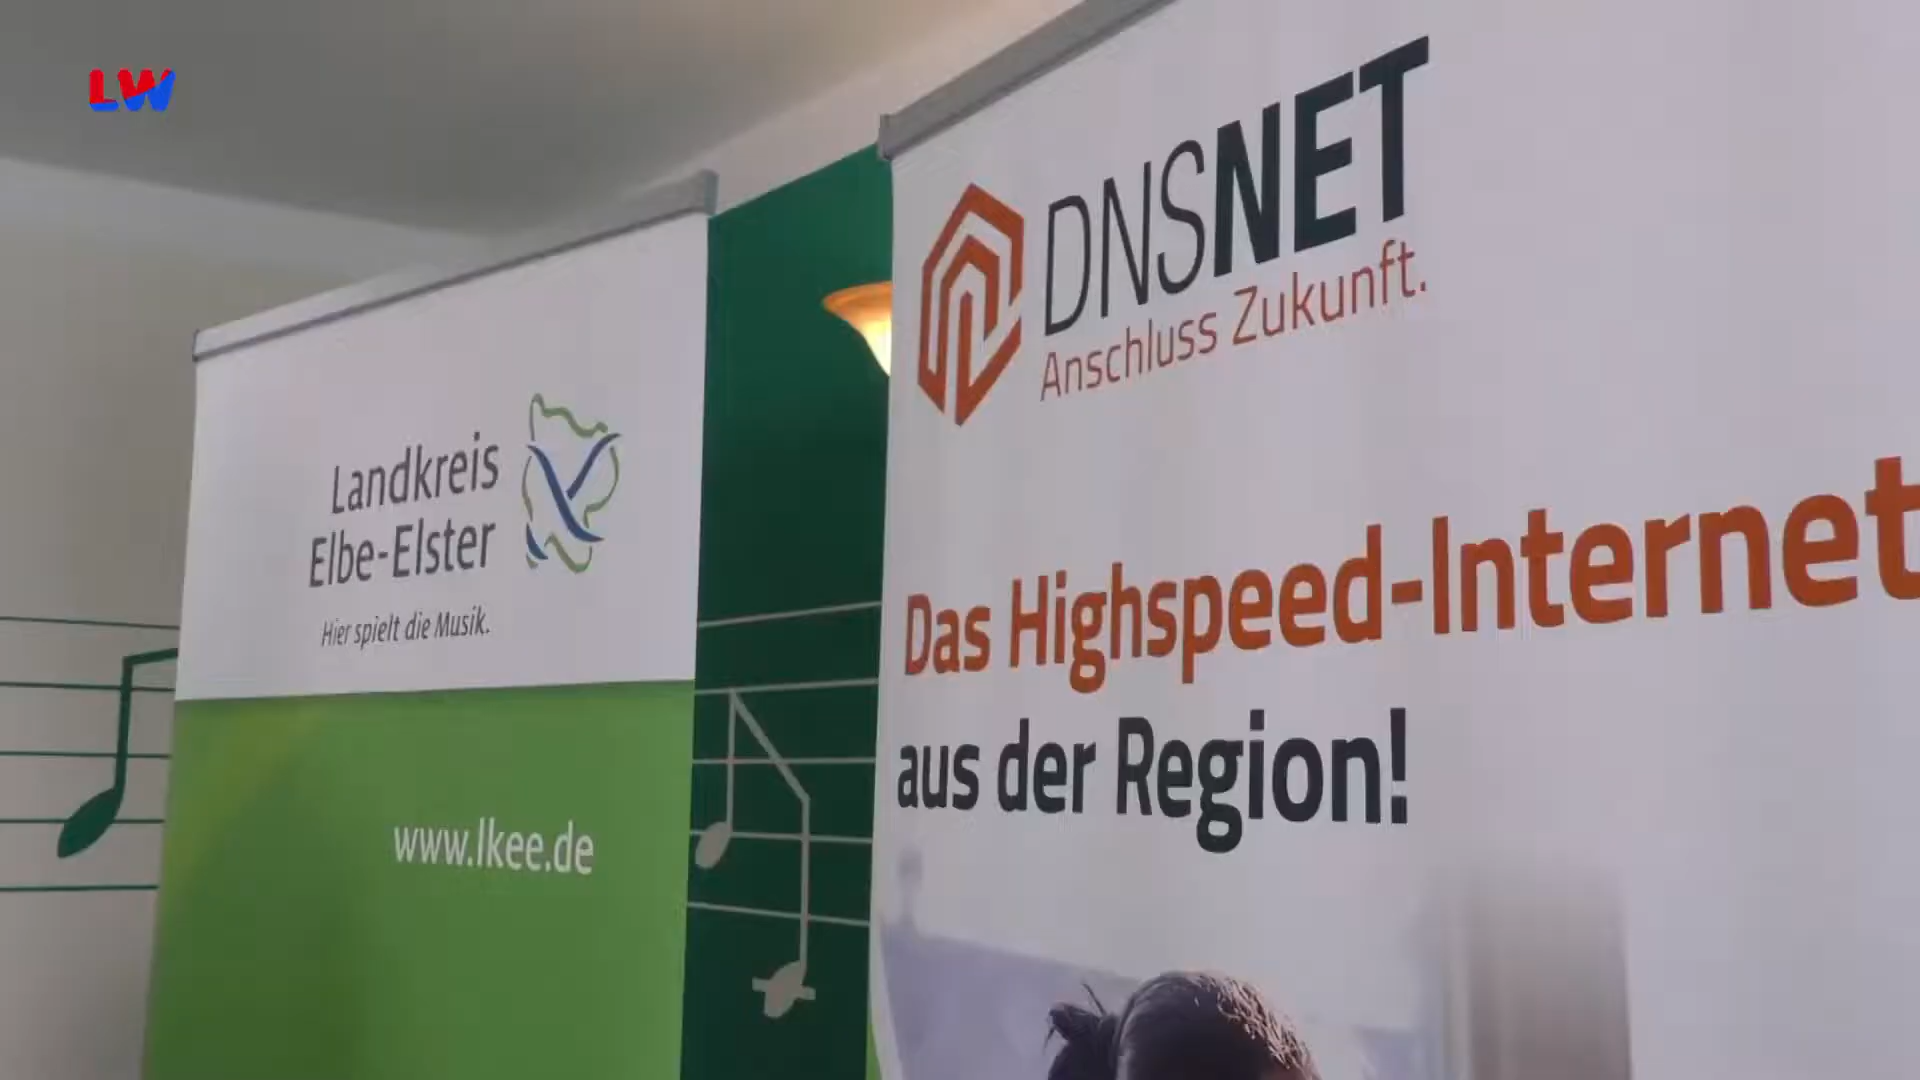 LW
Landkreis
Elbe-Elster
Hier spielt die Musik.
www.lkee.de
DNSNET
Anschluss Zukunft.
Das Highspeed-Internet
aus der Region!